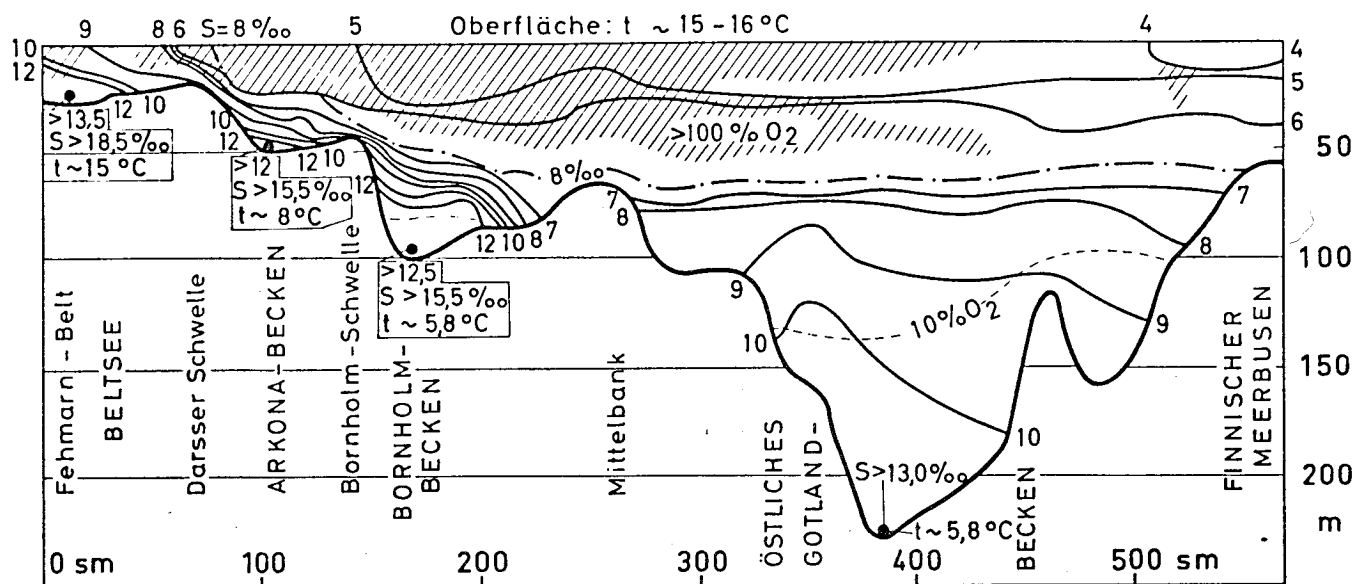 9 8 6 S=8‰ 5 Oberfläche: t ~ 15-16 °C 4
10 4
12 5
6
12 10
10
12
>13,5
S > 18,5‰
t ~ 15 °C
12 10
>12
S > 15,5‰
t ~ 8 °C
12
>100 % O₂
50
8‰
7 7
8 8
12 10 8 7
>12,5
S > 15,5‰
t ~ 5,8 °C
100
9 9
10 %O₂
10 10
150
200
m
S > 13,0‰
t ~ 5,8 °C
Fehmarn-Belt
BELTSEE
Darsser Schwelle
ARKONA-BECKEN
Bornholm-Schwelle
BORNHOLM-
BECKEN
Mittelbank
ÖSTLICHES
GOTLAND-
BECKEN
FINNISCHER
MEERBUSEN
0 sm 100 200 300 400 500 sm